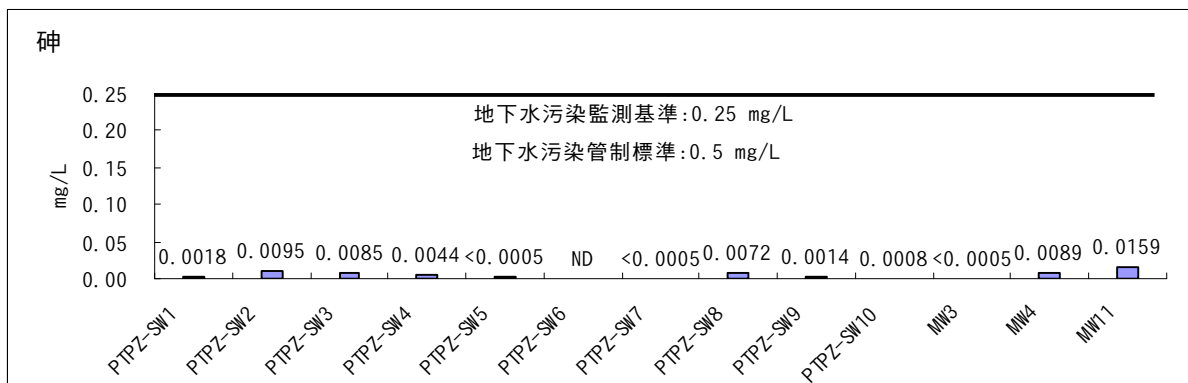 砷
0.25
地下水污染監測基準:0.25 mg/L
0.20
地下水污染管制標準:0.5 mg/L
0.15
mg/L
0.10
0.05
0.0018 0.0095 0.0085 0.0044 <0.0005 ND <0.0005 0.0072 0.0014 0.0008 <0.0005 0.0089 0.0159
0.00
PTPZ-SW1 PTPZ-SW2 PTPZ-SW3 PTPZ-SW4 PTPZ-SW5 PTPZ-SW6 PTPZ-SW7 PTPZ-SW8 PTPZ-SW9 PTPZ-SW10 MW3 MW4 MW11